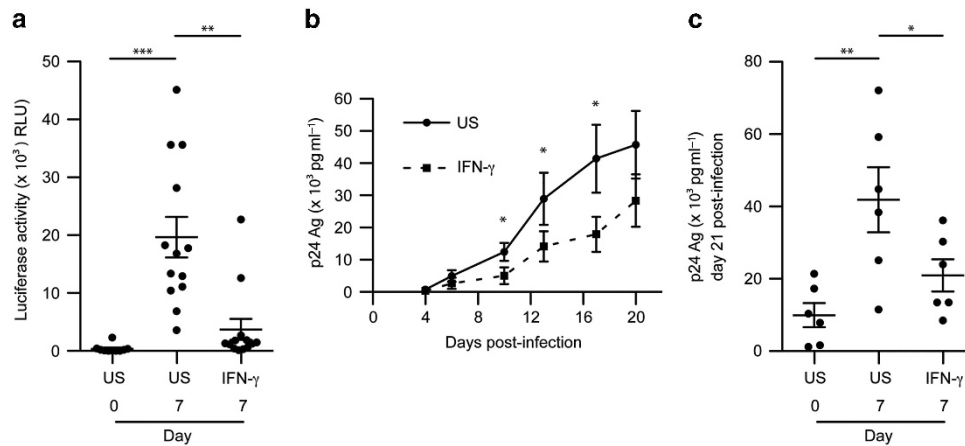 a
***
**
Luciferase activity (x 10³) RLU
50
40
30
20
10
0
US
US
IFN-γ
0
7
7
Day
b
p24 Ag (x 10³ pg ml⁻¹)
60
50
40
30
20
10
0
US
IFN-γ
*
*
*
0
4
8
12
16
20
Days post-infection
c
**
*
p24 Ag (x 10³ pg ml⁻¹)
day 21 post-infection
80
60
40
20
0
US
US
IFN-γ
0
7
7
Day